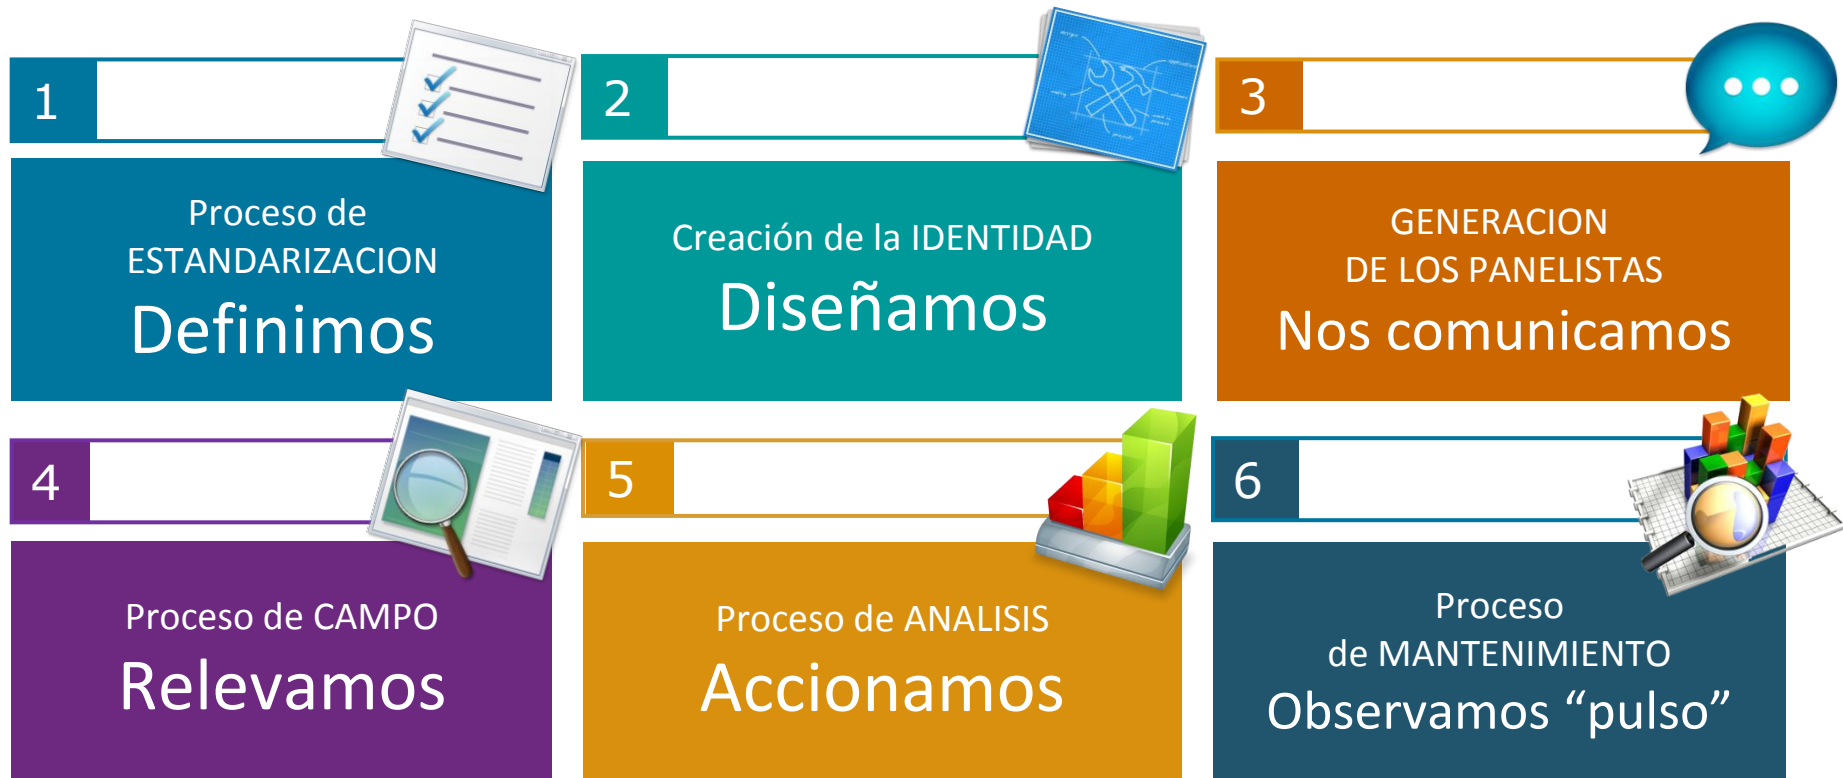 1
Proceso de
ESTANDARIZACION
Definimos
2
Creación de la IDENTIDAD
Diseñamos
3
GENERACION
DE LOS PANELISTAS
Nos comunicamos
4
Proceso de CAMPO
Relevamos
5
Proceso de ANALISIS
Accionamos
6
Proceso
de MANTENIMIENTO
Observamos “pulso”